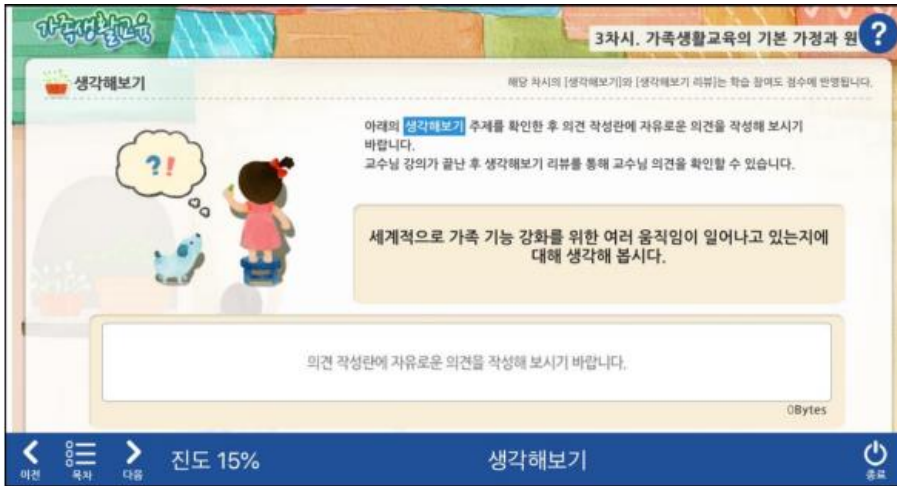 가족생활교육
3차시. 가족생활교육의 기본 가정과 원
?
생각해보기
해당 차시의 [생각해보기]와 [생각해보기 리뷰]는 학습 참여도 점수에 반영됩니다.
아래의 생각해보기 주제를 확인한 후 의견 작성란에 자유로운 의견을 작성해 보시기
바랍니다.
교수님 강의가 끝난 후 생각해보기 리뷰를 통해 교수님 의견을 확인할 수 있습니다.
?!
세계적으로 가족 기능 강화를 위한 여러 움직임이 일어나고 있는지에
대해 생각해 봅시다.
의견 작성란에 자유로운 의견을 작성해 보시기 바랍니다.
0Bytes
이전 목차 다음 진도 15% 생각해보기 종료